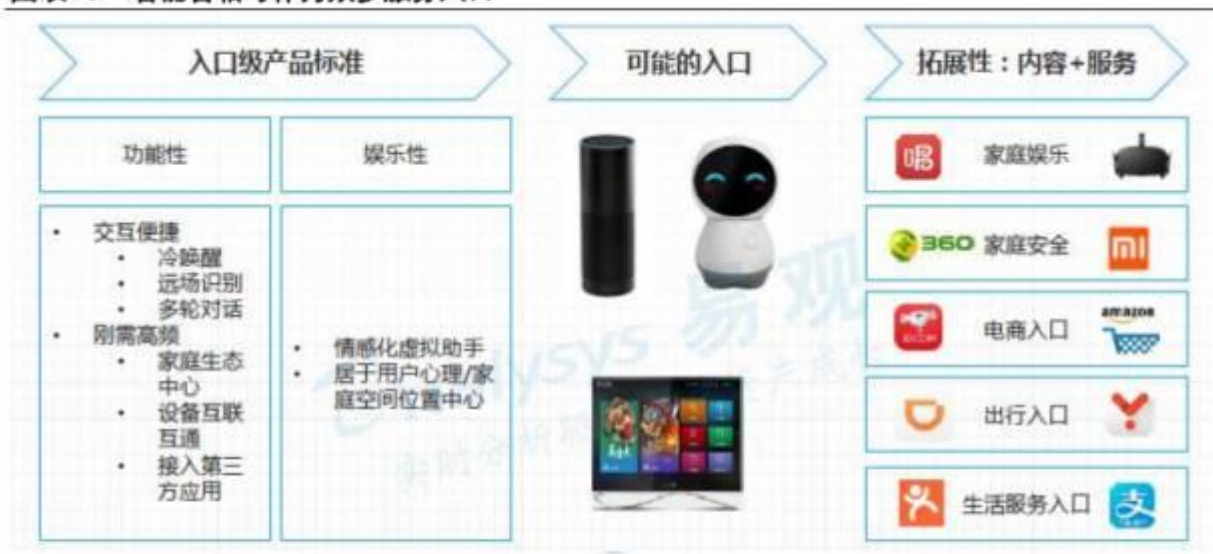 入口级产品标准
可能的入口
拓展性：内容+服务
功能性
娱乐性
• 交互便捷
• 冷唤醒
• 远场识别
• 多轮对话
• 刚需高频
• 家庭生态
中心
• 设备互联
互通
• 接入第三
方应用
• 情感化虚拟助手
• 居于用户心理/家
庭空间位置中心
唱
家庭娱乐
360
家庭安全
mi
电商入口
amazon
出行入口
生活服务入口
支
易观